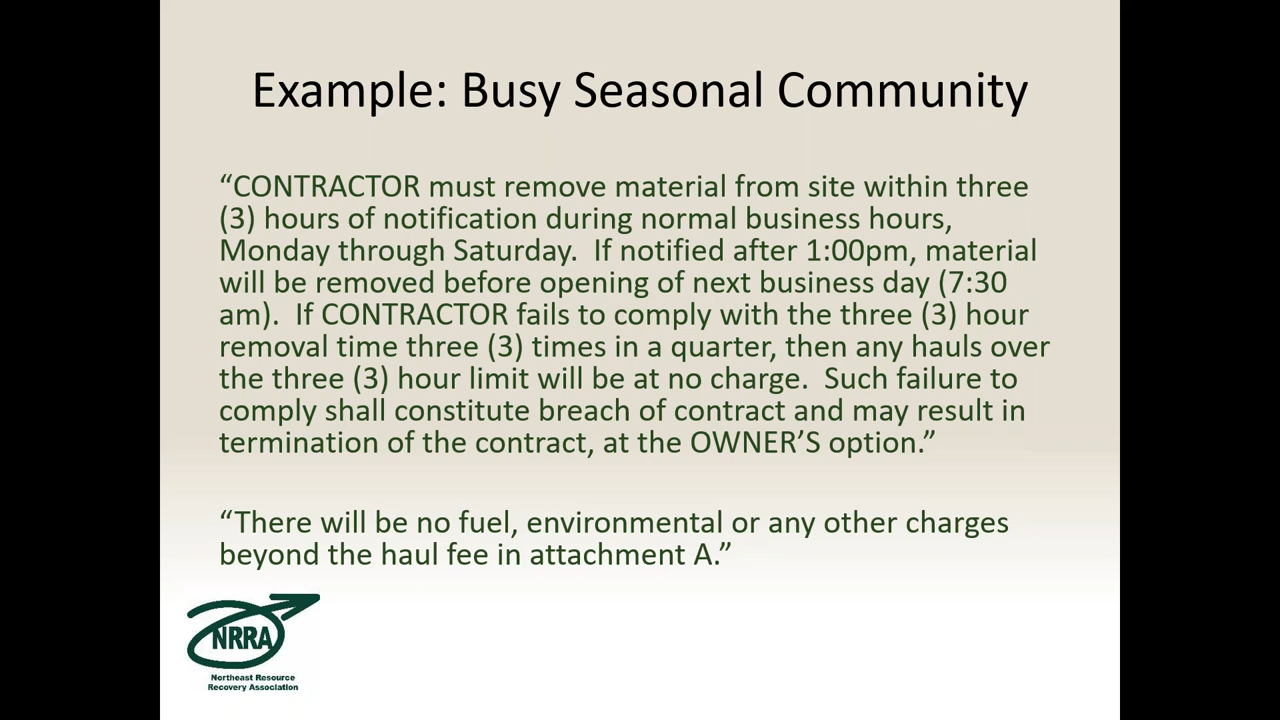 Example: Busy Seasonal Community
“CONTRACTOR must remove material from site within three
(3) hours of notification during normal business hours,
Monday through Saturday.  If notified after 1:00pm, material
will be removed before opening of next business day (7:30
am).  If CONTRACTOR fails to comply with the three (3) hour
removal time three (3) times in a quarter, then any hauls over
the three (3) hour limit will be at no charge.  Such failure to
comply shall constitute breach of contract and may result in
termination of the contract, at the OWNER’S option.”
“There will be no fuel, environmental or any other charges
beyond the haul fee in attachment A.”
NRRA
Northeast Resource
Recovery Association